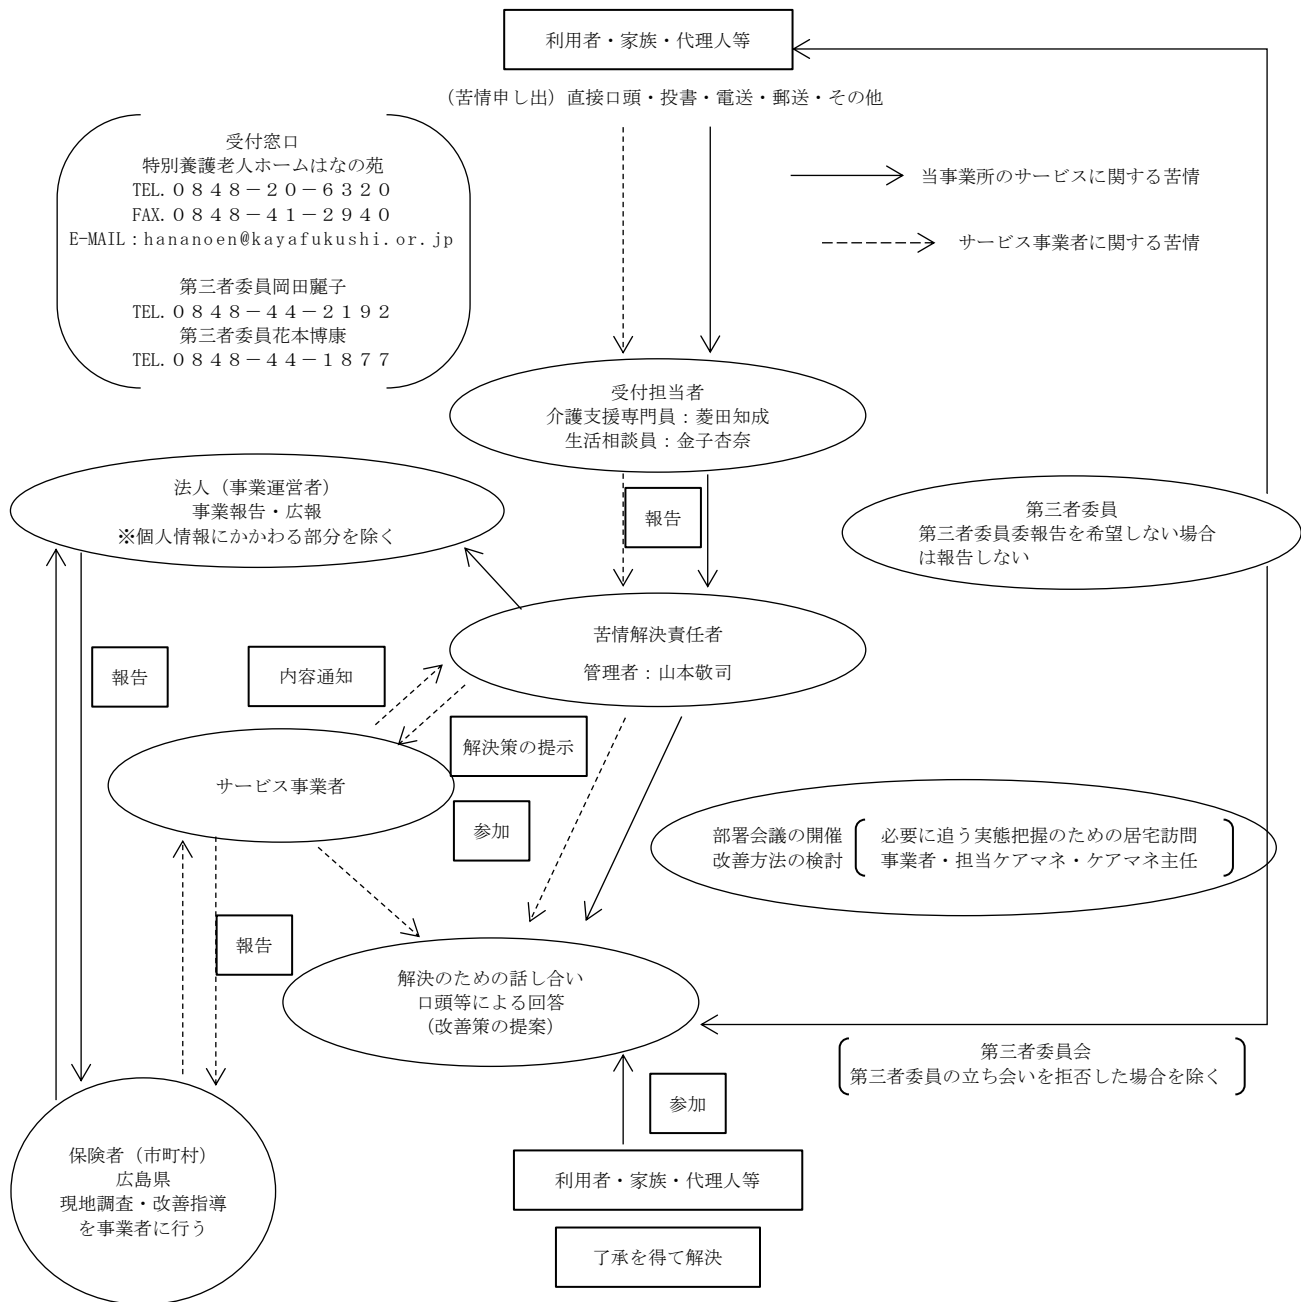 利用者・家族・代理人等
(苦情申し出）直接口頭・投書・電送・郵送・その他
受付窓口
特別養護老人ホームはなの苑
TEL.０８４８－２０－６３２０
FAX.０８４８－４１－２９４０
E-MAIL：hananoen@kayafukushi.or.jp
第三者委員岡田麗子
TEL.０８４８－４４－２１９２
第三者委員花本博康
TEL.０８４８－４４－１８７７
当事業所のサービスに関する苦情
サービス事業者に関する苦情
受付担当者
介護支援専門員：菱田知成
生活相談員：金子杏奈
法人（事業運営者）
事業報告・広報
※個人情報にかかわる部分を除く
報告
第三者委員
第三者委員委報告を希望しない場合
は報告しない
苦情解決責任者
管理者：山本敬司
報告
内容通知
解決策の提示
サービス事業者
参加
部署会議の開催
改善方法の検討
必要に追う実態把握のための居宅訪問
事業者・担当ケアマネ・ケアマネ主任
報告
解決のための話し合い
口頭等による回答
（改善策の提案）
第三者委員会
第三者委員の立ち会いを拒否した場合を除く
参加
保険者（市町村）
広島県
現地調査・改善指導
を事業者に行う
利用者・家族・代理人等
了承を得て解決